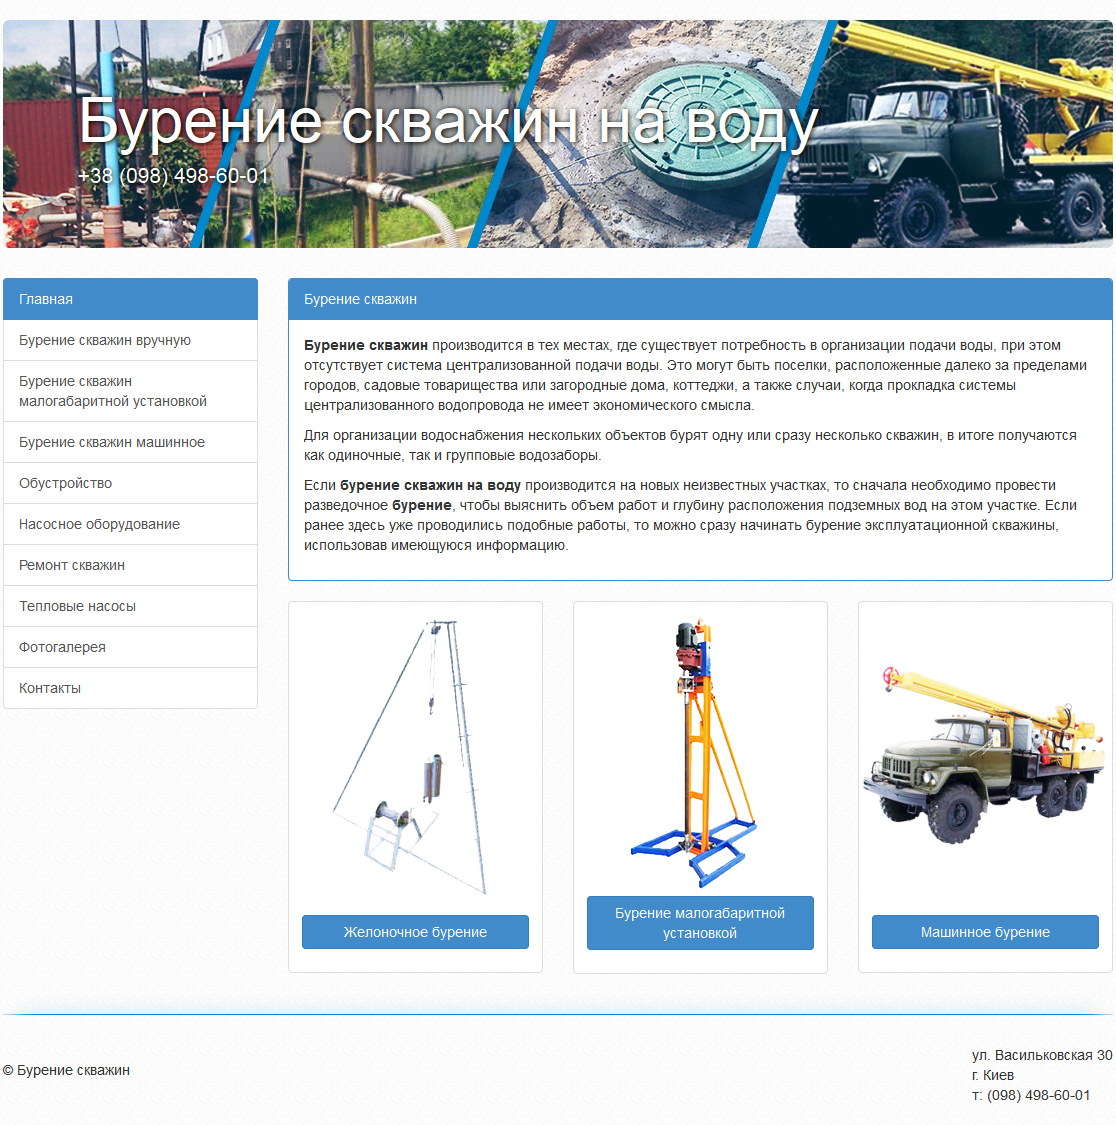 Бурение скважин на воду
+38 (098) 498-60-01
Главная
Бурение скважин вручную
Бурение скважин
малогабаритной установкой
Бурение скважин машинное
Обустройство
Насосное оборудование
Ремонт скважин
Тепловые насосы
Фотогалерея
Контакты
Бурение скважин
Бурение скважин производится в тех местах, где существует потребность в организации подачи воды, при этом
отсутствует система централизованной подачи воды. Это могут быть поселки, расположенные далеко за пределами
городов, садовые товарищества или загородные дома, коттеджи, а также случаи, когда прокладка системы
централизованного водопровода не имеет экономического смысла.
Для организации водоснабжения нескольких объектов бурят одну или сразу несколько скважин, в итоге получаются
как одиночные, так и групповые водозаборы.
Если бурение скважин на воду производится на новых неизвестных участках, то сначала необходимо провести
разведочное бурение, чтобы выяснить объем работ и глубину расположения подземных вод на этом участке. Если
ранее здесь уже проводились подобные работы, то можно сразу начинать бурение эксплуатационной скважины,
использовав имеющуюся информацию.
Желоночное бурение
Бурение малогабаритной
установкой
Машинное бурение
© Бурение скважин
ул. Васильковская 30
г. Киев
т: (098) 498-60-01